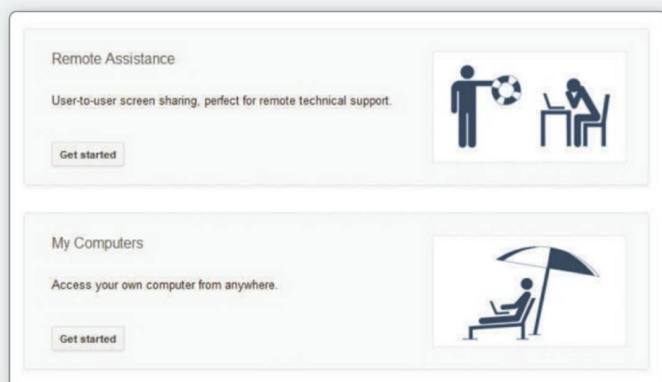 Remote Assistance
User-to-user screen sharing, perfect for remote technical support.
Get started
My Computers
Access your own computer from anywhere.
Get started